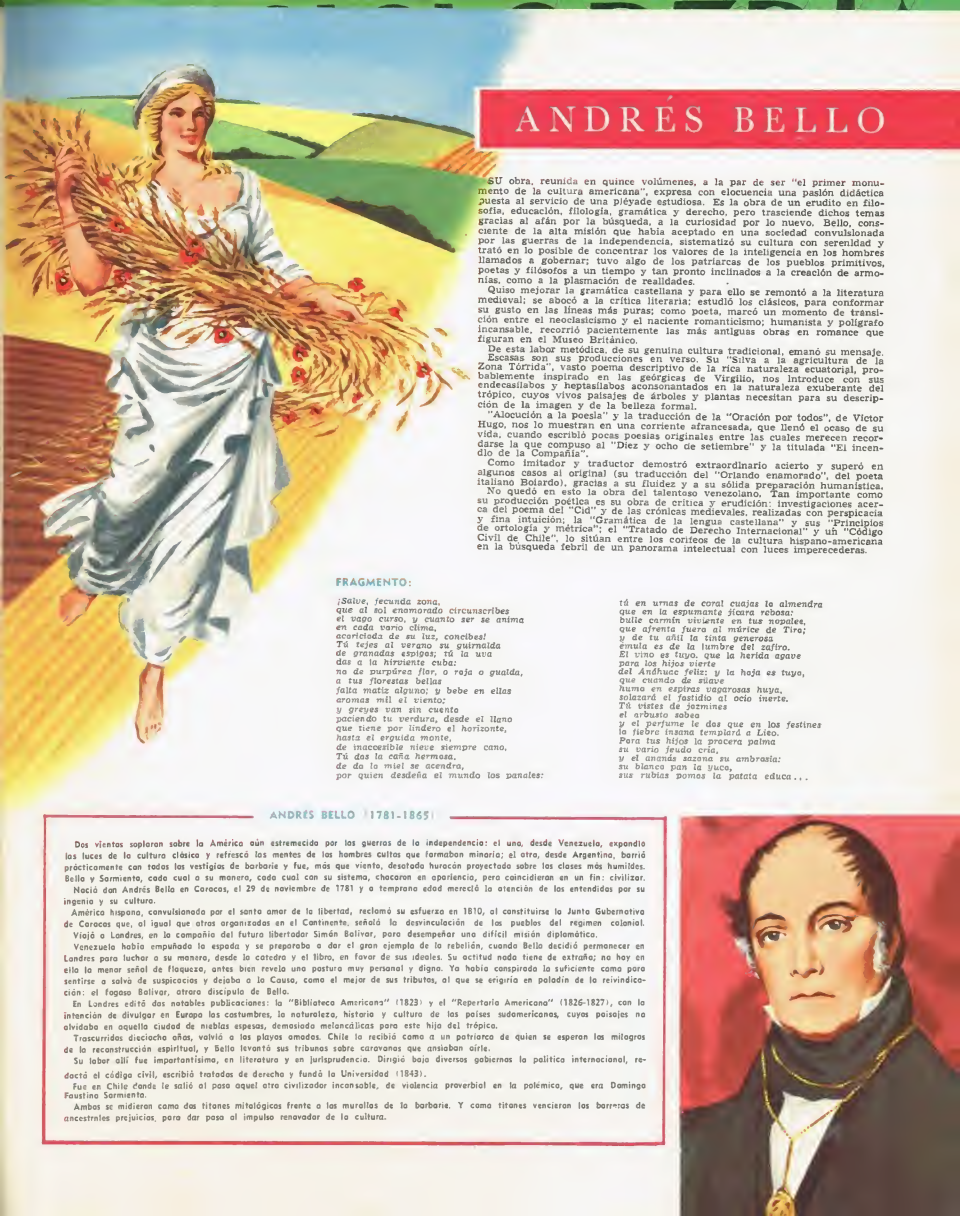 ANDRÉS BELLO
SU obra, reunida en quince volúmenes, a la par de ser "el primer monu-
mento de la cultura americana", expresa con elocuencia una pasión didáctica
puesta al servicio de una pléyade estudiosa. Es la obra de un erudito en filo-
sofía, educación, filología, gramática y derecho, pero trasciende dichos temas
gracias al afán por la búsqueda, a la curiosidad por lo nuevo. Bello, cons-
ciente de la alta misión que había aceptado en una sociedad convulsionada
por las guerras de la independencia, sistematizó su cultura con serenidad y
trató en lo posible de concentrar los valores de la inteligencia en los hombres
llamados a gobernar; tuvo algo de los patriarcas de los pueblos primitivos,
poetas y filósofos a un tiempo y tan pronto inclinados a la creación de armo-
nías, como a la plasmación de realidades.
Quiso mejorar la gramática castellana y para ello se remontó a la literatura
medieval; se abocó a la crítica literaria; estudió los clásicos, para conformar
su gusto en las líneas más puras; como poeta, marcó un momento de transi-
ción entre el neoclasicismo y el naciente romanticismo; humanista y polígrafo
incansable, recorrió pacientemente las más antiguas obras en romance que
figuran en el Museo Británico.
De esta labor metódica, de su genuina cultura tradicional, emanó su mensaje.
Escasas son sus producciones en verso. Su "Silva a la agricultura de la
Zona Tórrida", vasto poema descriptivo de la rica naturaleza ecuatorial, pro-
bablemente inspirado en las geórgicas de Virgilio, nos introduce con sus
endecasílabos y heptasílabos aconsonantados en la naturaleza exuberante del
trópico, cuyos vivos paisajes de árboles y plantas necesitan para su descrip-
ción de la imagen y de la belleza formal.
"Alocución a la poesía" y la traducción de la "Oración por todos", de Víctor
Hugo, nos lo muestran en una corriente afrancesada, que llenó el ocaso de su
vida, cuando escribió pocas poesías originales entre las cuales merecen recor-
darse la que compuso al "Diez y ocho de setiembre" y la titulada "El incen-
dio de la Compañía".
Como imitador y traductor demostró extraordinario acierto y superó en
algunos casos al original (su traducción del "Orlando enamorado", del poeta
italiano Boiardo), gracias a su fluidez y a su sólida preparación humanística.
No quedó en esto la obra del talentoso venezolano. Tan importante como
su producción poética es su obra de crítica y erudición: investigaciones acer-
ca del poema del "Cid" y de las crónicas medievales, realizadas con perspicacia
y fina intuición; la "Gramática de la lengua castellana" y sus "Principios
de ortología y métrica"; el "Tratado de Derecho Internacional" y un "Código
Civil de Chile", lo sitúan entre los corifeos de la cultura hispano-americana
en la búsqueda febril de un panorama intelectual con luces imperecederas.
FRAGMENTO:
¡Salve, fecunda zona,
que al sol enamorado circunscribes
el vago curso, y cuanto ser se anima
en cada vario clima,
acariciada de su luz, concibes!
Tú tejes al verano su guirnalda
de granadas espigas; tú la uva
das a la hirviente cuba:
no de purpúrea flor, o roja o gualda,
a tus florestas bellas
falta matiz alguno; y bebe en ellas
aromas mil el viento;
y greyes van sin cuento
paciendo tu verdura, desde el llano
que tiene por lindero el horizonte,
hasta el erguido monte,
de inaccesible nieve siempre cano.
Tú das la caña hermosa,
de do la miel se acendra,
por quien desdeña el mundo los panales:
tú en urnas de coral cuajas la almendra
que en la espumante jícara rebosa:
bulle carmín viviente en tus nopales,
que afrenta fuera al múrice de Tiro;
y de tu añil la tinta generosa
émula es de la lumbre del zafiro.
El vino es tuyo, que la herida agave
para los hijos vierte
del Anáhuac feliz; y la hoja es tuya,
que cuando de süave
humo en espiras vagarosas huya,
solazará el fastidio al ocio inerte.
Tú vistes de jazmines
el arbusto sabeo
y el perfume le das que en los festines
la fiebre insana templará a Lieo.
Para tus hijos la procera palma
su vario feudo cría,
y el ananás sazona su ambrosía:
su blanco pan la yuca,
sus rubias pomas la patata educa...
ANDRÉS BELLO (1781-1865)
Dos vientos soplaron sobre la América aún estremecida por las guerras de la independencia: el uno, desde Venezuela, expandía
las luces de la cultura clásica y refrescó las mentes de los hombres cultos que formaban minoría; el otro, desde Argentina, barrió
prácticamente con todos los vestigios de barbarie y fue, más que viento, desatado huracán proyectado sobre las clases más humildes.
Bello y Sarmiento, cada cual a su manera, cada cual con su sistema, chocaron en apariencia, pero coincidieron en un fin: civilizar.
Nació don Andrés Bello en Caracas, el 29 de noviembre de 1781 y a temprana edad mereció la atención de los entendidos por su
ingenio y su cultura.
América hispana, convulsionada por el santo amor de la libertad, reclamó su esfuerzo en 1810, al constituirse la Junta Gubernativa
de Caracas que, al igual que otras organizadas en el Continente, señaló la desvinculación de los pueblos del régimen colonial.
Viajó a Londres, en la compañía del futuro libertador Simón Bolívar, para desempeñar una difícil misión diplomática.
Venezuela había empuñado la espada y se preparaba a dar el gran ejemplo de la rebelión, cuando Bello decidió permanecer en
Londres para luchar a su manera, desde la cátedra y el libro, en favor de sus ideales. Su actitud nada tiene de extraño; no hay en
ella la menor señal de flaqueza, antes bien revela una postura muy personal y digna. Ya había conspirado lo suficiente como para
sentirse a salvo de suspicacias y dejaba a la Causa, como el mejor de sus tributos, al que se erigiría en paladín de la reivindica-
ción: el fogoso Bolívar, otrora discípulo de Bello.
En Londres editó dos notables publicaciones: la "Biblioteca Americana" (1823) y el "Repertorio Americano" (1826-1827), con la
intención de divulgar en Europa las costumbres, la naturaleza, historia y cultura de los países sudamericanos, cuyos paisajes no
olvidaba en aquella ciudad de nieblas espesas, demasiado melancólicas para este hijo del trópico.
Trascurridos dieciocho años, volvió a las playas amadas. Chile lo recibió como a un patriarca de quien se esperan los milagros
de la reconstrucción espiritual, y Bello levantó sus tribunas sobre caravanas que ansiaban oírle.
Su labor allí fue importantísima, en literatura y en jurisprudencia. Dirigió bajo diversos gobiernos la política internacional, re-
dactó el código civil, escribió tratados de derecho y fundó la Universidad (1843).
Fue en Chile donde le salió al paso aquel otro civilizador incansable, de violencia proverbial en la polémica, que era Domingo
Faustino Sarmiento.
Ambos se midieron como dos titanes mitológicos frente a las murallas de la barbarie. Y como titanes vencieron las barreras de
ancestrales prejuicios, para dar paso al impulso renovador de la cultura.